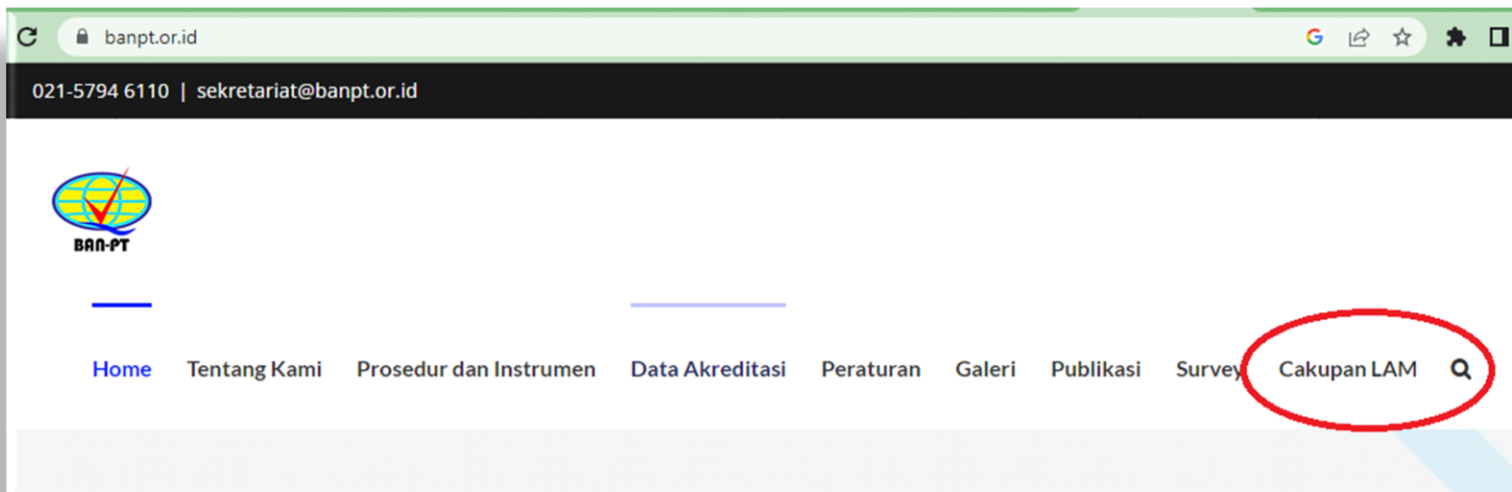 banpt.or.id
021-5794 6110 | sekretariat@banpt.or.id
BAN-PT
Home Tentang Kami Prosedur dan Instrumen Data Akreditasi Peraturan Galeri Publikasi Survey Cakupan LAM